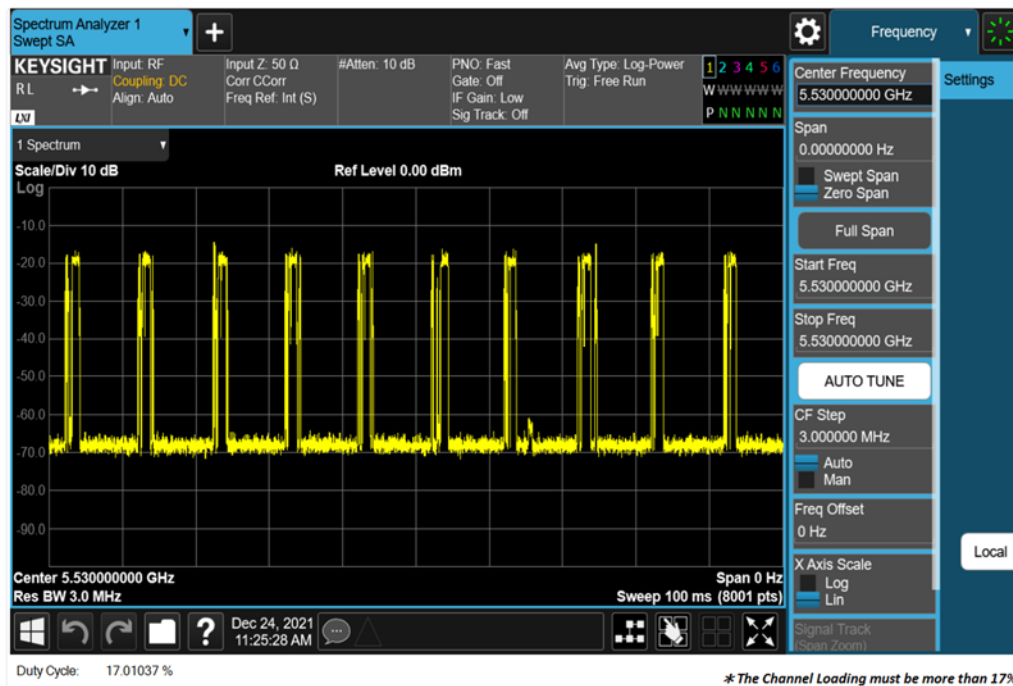 Spectrum Analyzer 1
Swept SA
Frequency
KEYSIGHT
R L
LXI
Input: RF
Coupling: DC
Align: Auto
Input Z: 50 Ω
Corr CCorr
Freq Ref: Int (S)
#Atten: 10 dB
PNO: Fast
Gate: Off
IF Gain: Low
Sig Track: Off
Avg Type: Log-Power
Trig: Free Run
1 2 3 4 5 6
W W W W W W
P N N N N N
1 Spectrum
Scale/Div 10 dB
Ref Level 0.00 dBm
Log
-10.0
-20.0
-30.0
-40.0
-50.0
-60.0
-70.0
-80.0
-90.0
Center 5.530000000 GHz
Span 0 Hz
Res BW 3.0 MHz
Sweep 100 ms (8001 pts)
Center Frequency
5.530000000 GHz
Settings
Span
0.00000000 Hz
Swept Span
Zero Span
Full Span
Start Freq
5.530000000 GHz
Stop Freq
5.530000000 GHz
AUTO TUNE
CF Step
3.000000 MHz
Auto
Man
Freq Offset
0 Hz
X Axis Scale
Log
Lin
Local
Signal Track
(Span Zoom)
?
Dec 24, 2021
11:25:28 AM
Duty Cycle: 17.01037 %
* The Channel Loading must be more than 17%